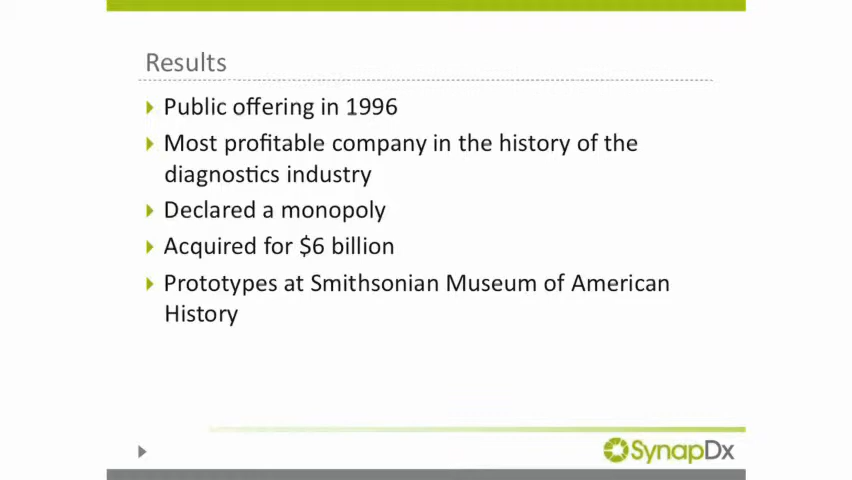 Results
Public offering in 1996
Most profitable company in the history of the
diagnostics industry
Declared a monopoly
Acquired for $6 billion
Prototypes at Smithsonian Museum of American
History
SynapDx